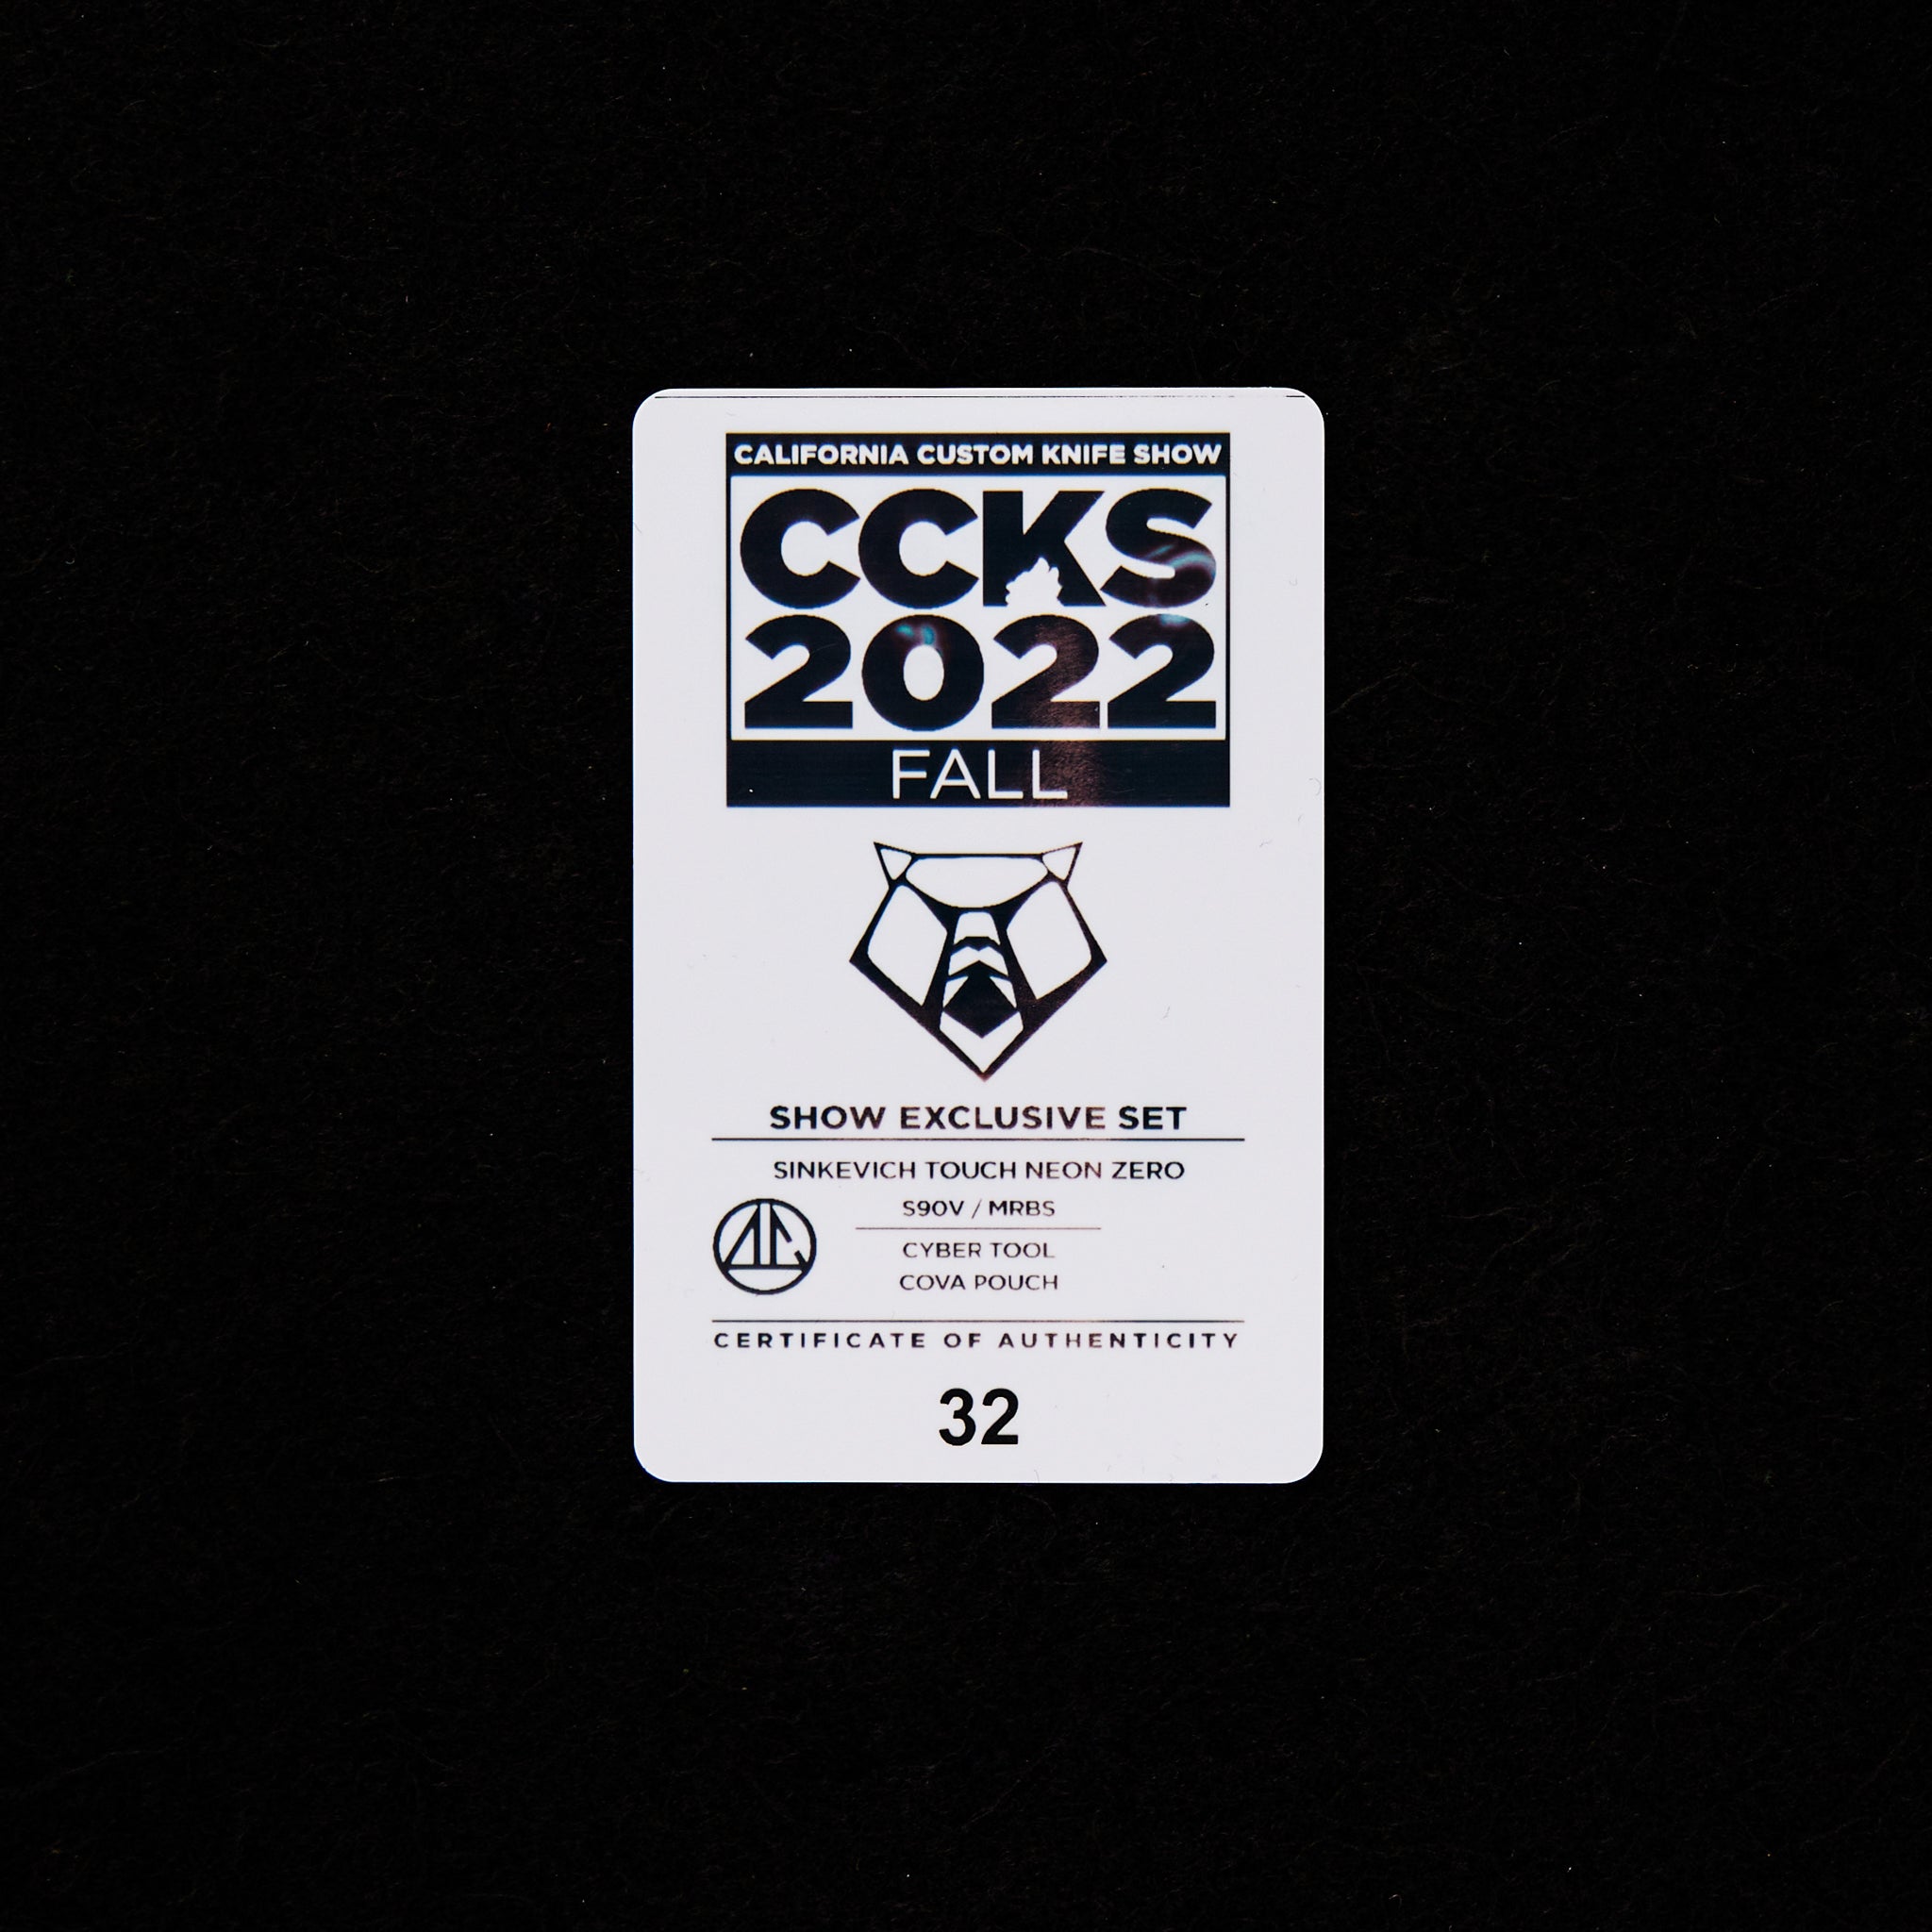 CALIFORNIA CUSTOM KNIFE SHOW
CCKS
2022
FALL
SHOW EXCLUSIVE SET
SINKEVICH TOUCH NEON ZERO
S90V / MRBS
CYBER TOOL
COVA POUCH
CERTIFICATE OF AUTHENTICITY
32